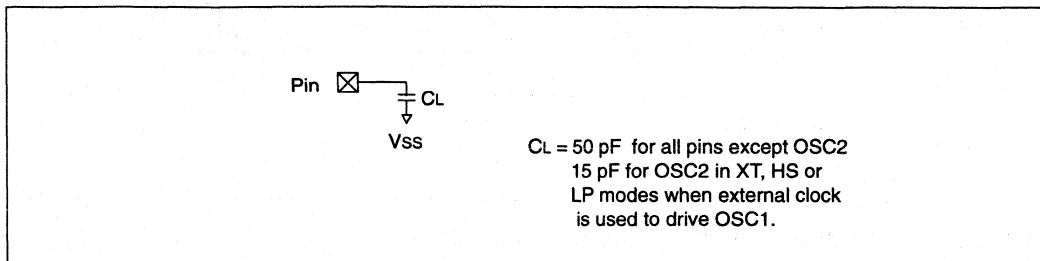 Pin
CL
VSS
CL = 50 pF for all pins except OSC2
15 pF for OSC2 in XT, HS or
LP modes when external clock
is used to drive OSC1.